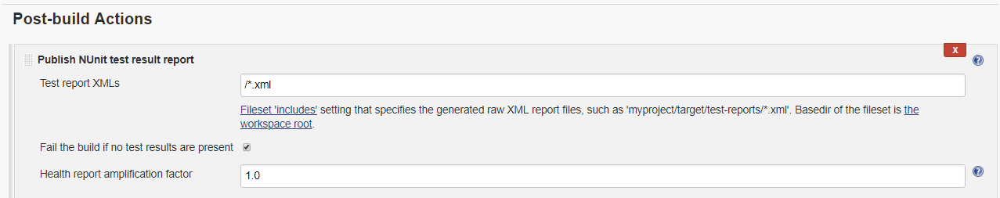 Post-build Actions
X
Publish NUnit test result report
Test report XMLs
/*.xml
Fileset 'includes' setting that specifies the generated raw XML report files, such as 'myproject/target/test-reports/*.xml'. Basedir of the fileset is the
workspace root.
Fail the build if no test results are present
Health report amplification factor
1.0